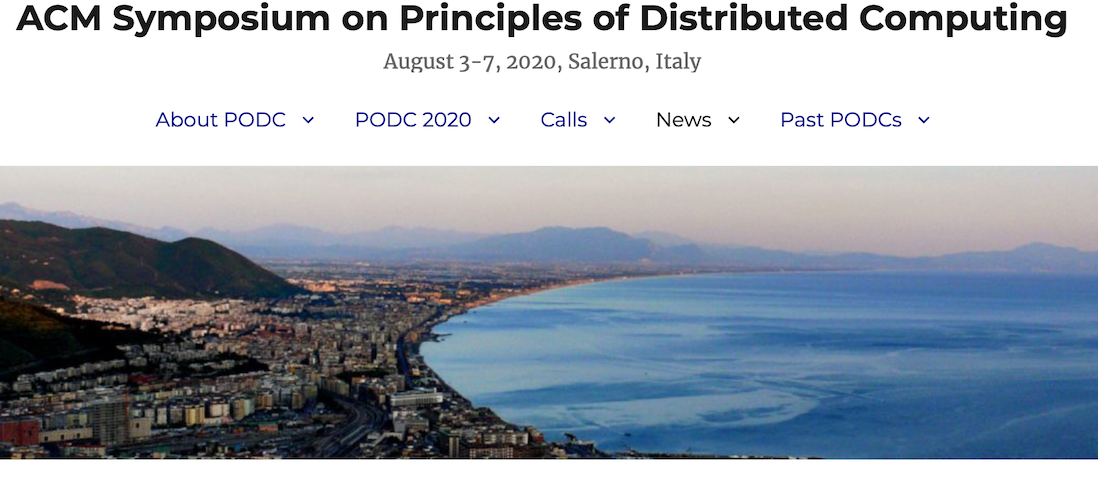 ACM Symposium on Principles of Distributed Computing
August 3-7, 2020, Salerno, Italy
About PODC PODC 2020 Calls News Past PODCs